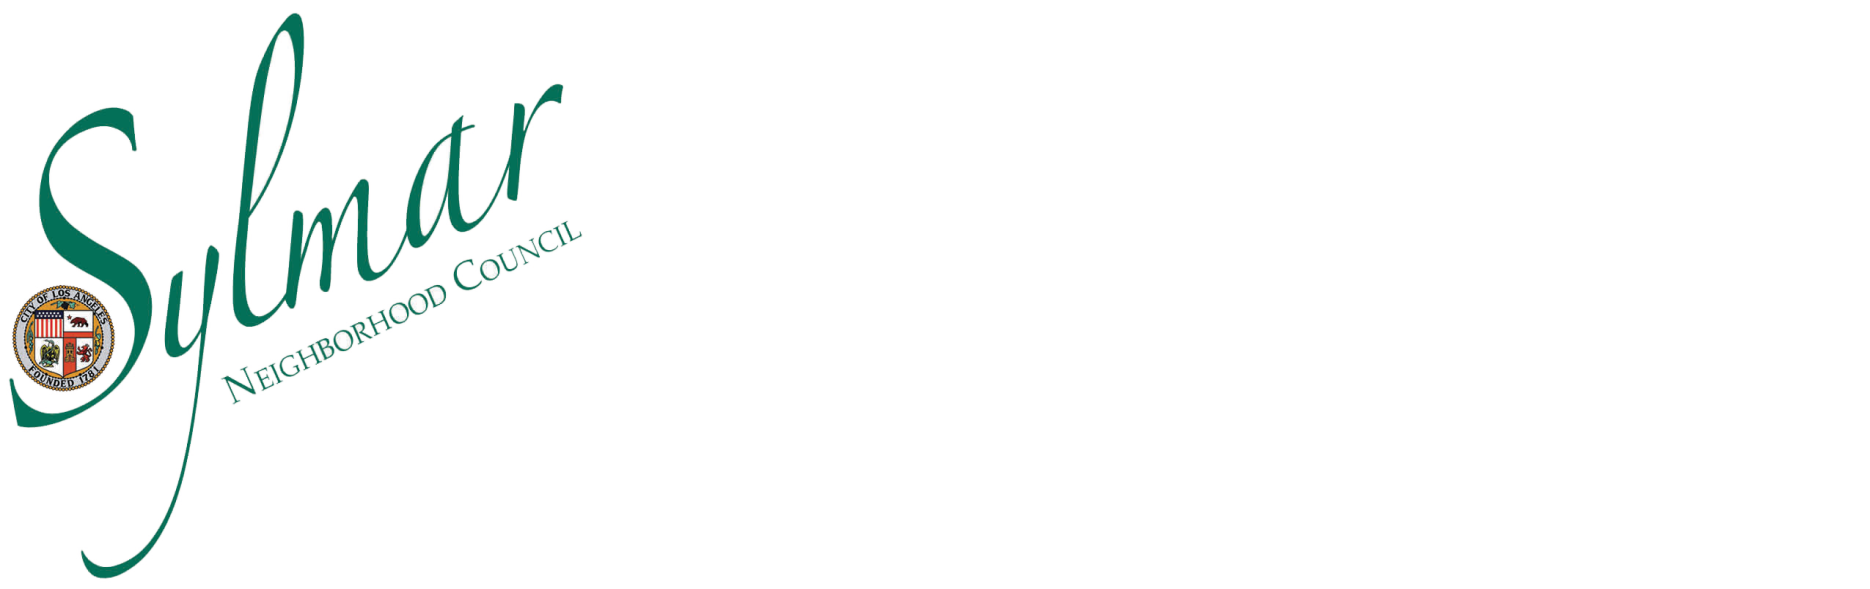 Sylmar
NEIGHBORHOOD COUNCIL
CITY OF LOS ANGELES
FOUNDED 1781